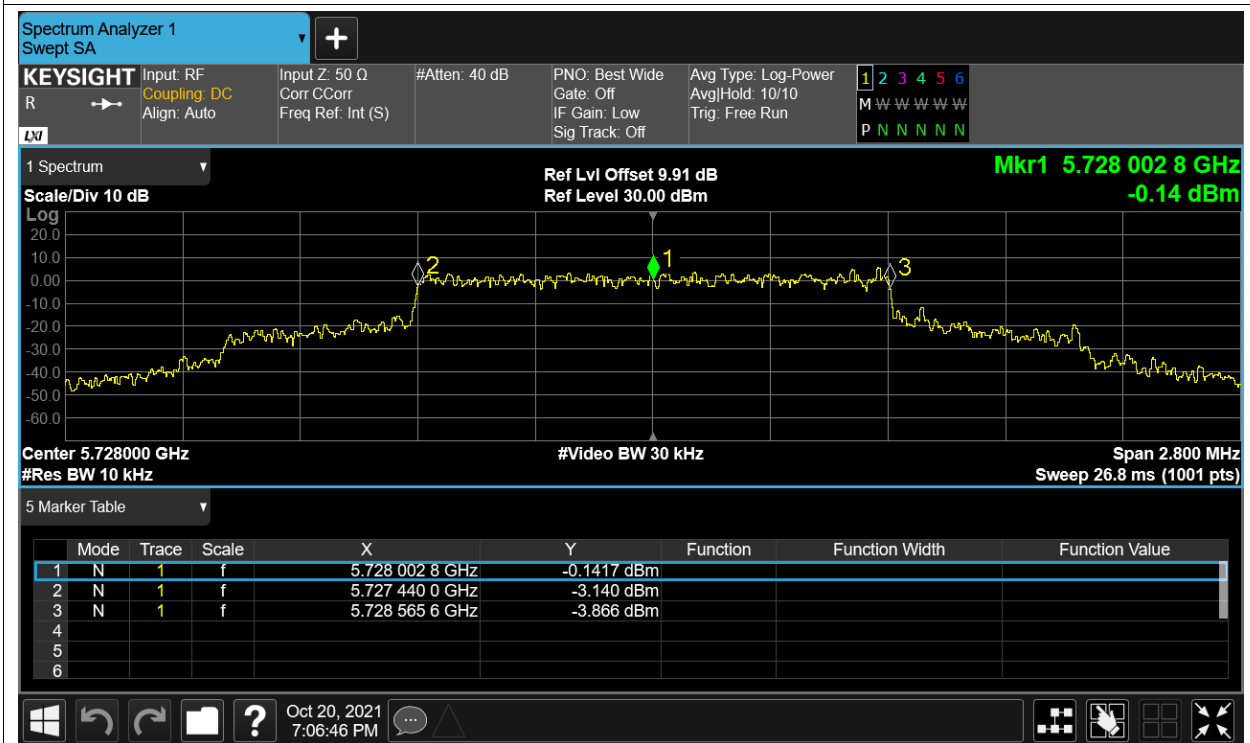 Spectrum Analyzer 1
Swept SA
KEYSIGHT
R
LXI
Input: RF
Coupling: DC
Align: Auto
Input Z: 50 Ω
Corr CCorr
Freq Ref: Int (S)
#Atten: 40 dB
PNO: Best Wide
Gate: Off
IF Gain: Low
Sig Track: Off
Avg Type: Log-Power
Avg|Hold: 10/10
Trig: Free Run
1 2 3 4 5 6
M W W W W W
P N N N N N
1 Spectrum
Scale/Div 10 dB
Ref Lvl Offset 9.91 dB
Ref Level 30.00 dBm
Mkr1 5.728 002 8 GHz
-0.14 dBm
Log
20.0
10.0
0.00
-10.0
-20.0
-30.0
-40.0
-50.0
-60.0
2
1
3
Center 5.728000 GHz
#Res BW 10 kHz
#Video BW 30 kHz
Span 2.800 MHz
Sweep 26.8 ms (1001 pts)
5 Marker Table
Mode Trace Scale X Y Function Function Width Function Value
1 N 1 f 5.728 002 8 GHz -0.1417 dBm
2 N 1 f 5.727 440 0 GHz -3.140 dBm
3 N 1 f 5.728 565 6 GHz -3.866 dBm
4
5
6
?
Oct 20, 2021
7:06:46 PM